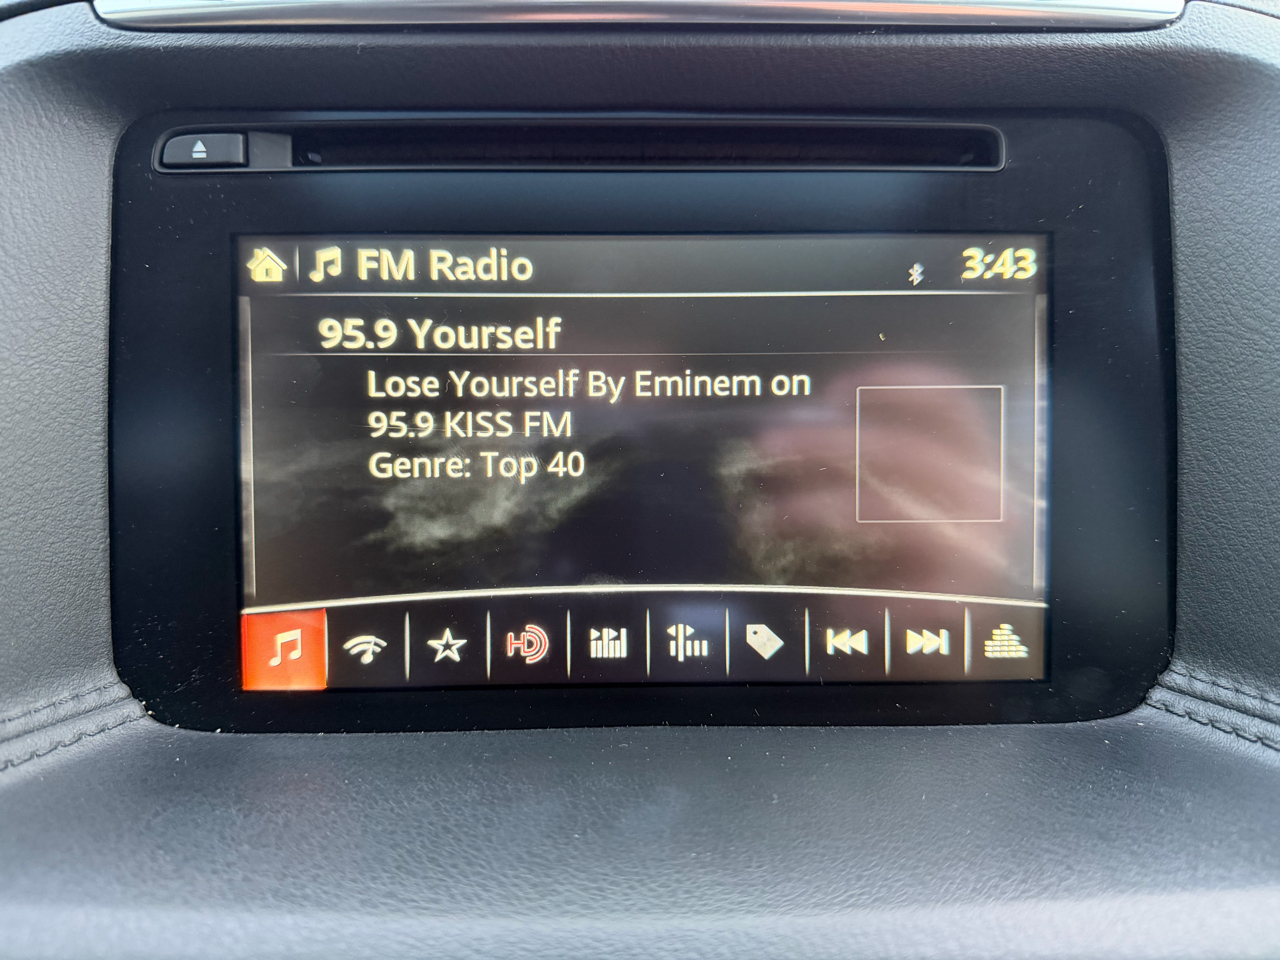 FM Radio
3:43
95.9 Yourself
Lose Yourself By Eminem on
95.9 KISS FM
Genre: Top 40
HD